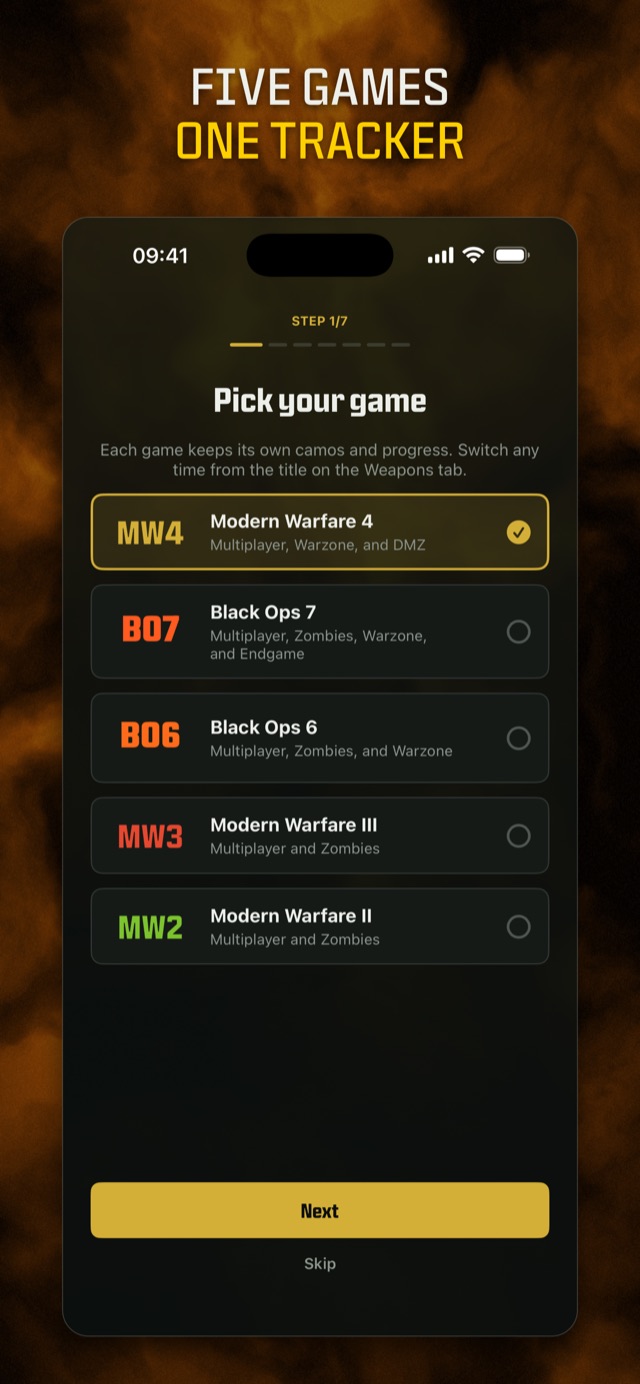 FIVE GAMES
ONE TRACKER
09:41
STEP 1/7
Pick your game
Each game keeps its own camos and progress. Switch any
time from the title on the Weapons tab.
MW4
Modern Warfare 4
Multiplayer, Warzone, and DMZ
BO7
Black Ops 7
Multiplayer, Zombies, Warzone,
and Endgame
BO6
Black Ops 6
Multiplayer, Zombies, and Warzone
MW3
Modern Warfare III
Multiplayer and Zombies
MW2
Modern Warfare II
Multiplayer and Zombies
Next
Skip